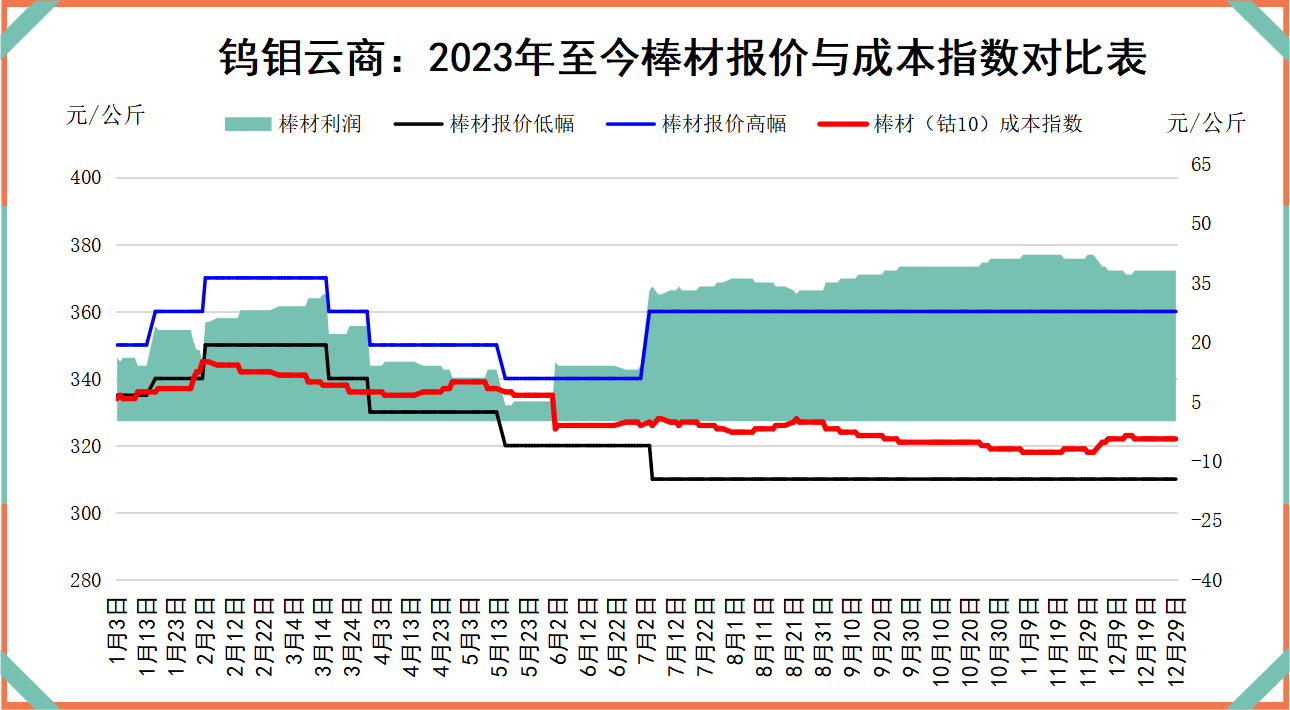 钨钼云商：2023年至今棒材报价与成本指数对比表
元/公斤
棒材利润 棒材报价低幅 棒材报价高幅 棒材（钴10）成本指数
元/公斤
400
380
360
340
320
300
280
65
50
35
20
5
-10
-25
-40
1月3日
1月13日
1月23日
2月2日
2月12日
2月22日
3月4日
3月14日
3月24日
4月3日
4月13日
4月23日
5月3日
5月13日
5月23日
6月2日
6月12日
6月22日
7月2日
7月12日
7月22日
8月1日
8月11日
8月21日
8月31日
9月10日
9月20日
9月30日
10月10日
10月20日
10月30日
11月9日
11月19日
11月29日
12月9日
12月19日
12月29日